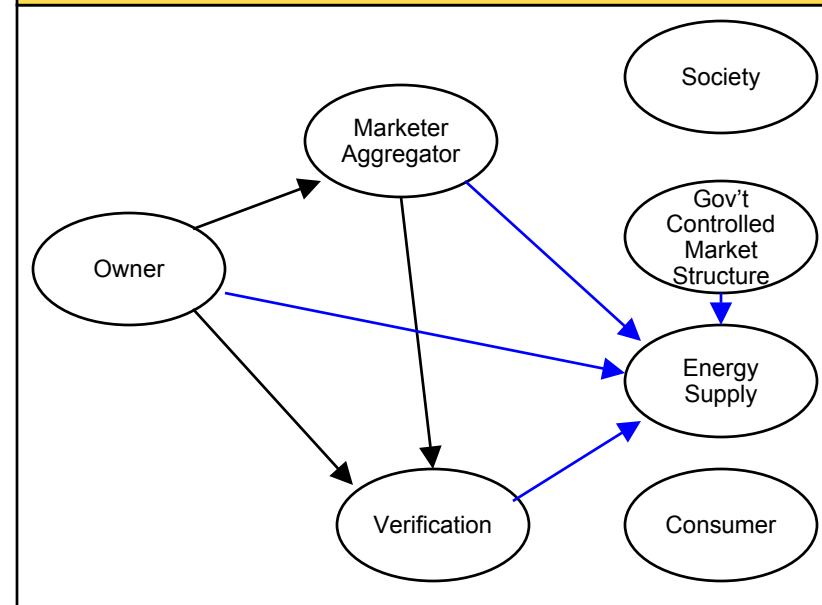 Society
Marketer
Aggregator
Gov’t
Controlled
Market
Structure
Owner
Energy
Supply
Verification
Consumer